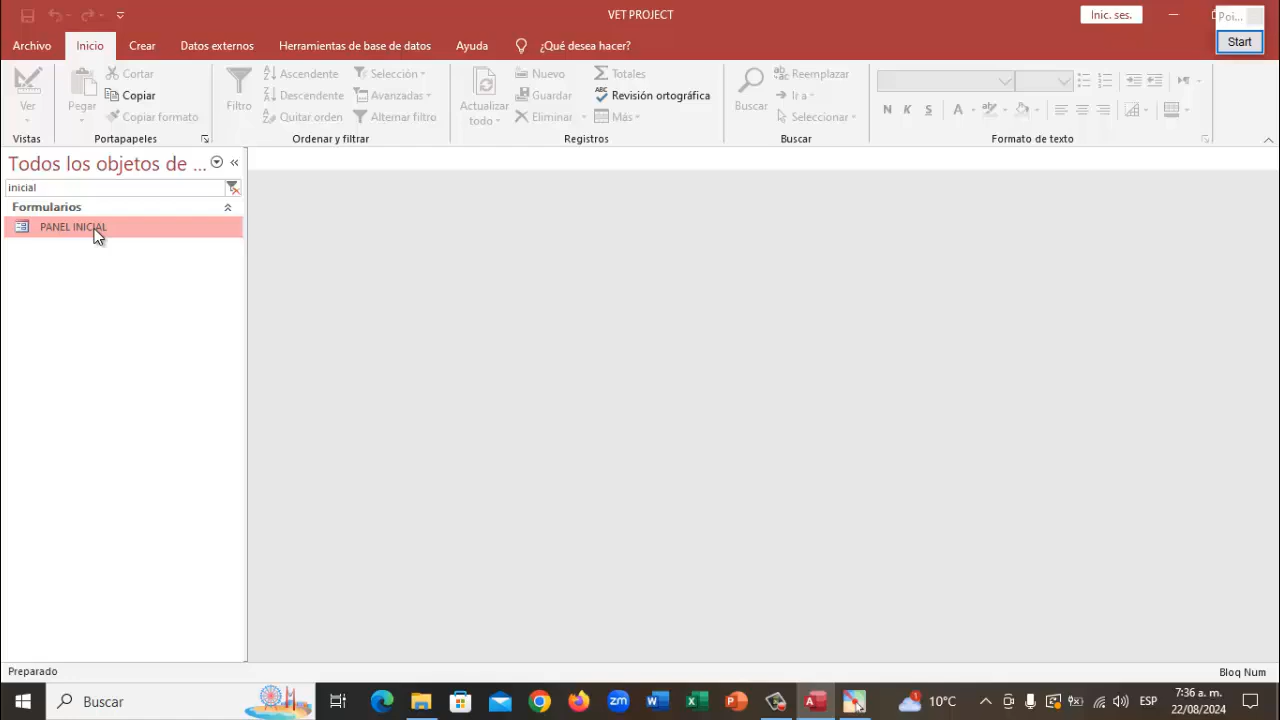 VET PROJECT
Inic. ses.
Poi...
Start
Archivo Inicio Crear Datos externos Herramientas de base de datos Ayuda ¿Qué desea hacer?
Ver
Pegar
Cortar
Copiar
Copiar formato
Filtro
Ascendente
Descendente
Quitar orden
Selección
Avanzadas
Alternar filtro
Actualizar
todo
Nuevo
Guardar
Eliminar
Totales
Revisión ortográfica
Más
Buscar
Reemplazar
Ir a
Seleccionar
N K S A
Vistas Portapapeles Ordenar y filtrar Registros Buscar Formato de texto
Todos los objetos de ...
inicial
Formularios
PANEL INICIAL
Preparado
Bloq Num
Buscar
10°C
ESP
7:36 a. m.
22/08/2024